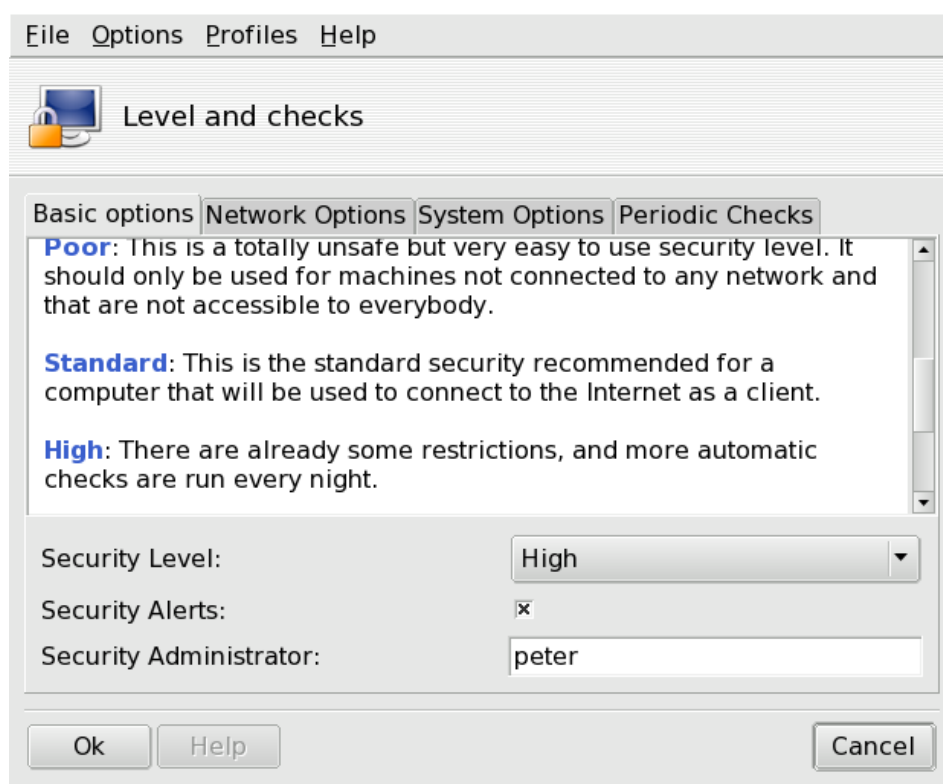 File Options Profiles Help
Level and checks
Basic options Network Options System Options Periodic Checks
Poor: This is a totally unsafe but very easy to use security level. It
should only be used for machines not connected to any network and
that are not accessible to everybody.
Standard: This is the standard security recommended for a
computer that will be used to connect to the Internet as a client.
High: There are already some restrictions, and more automatic
checks are run every night.
Security Level: High
Security Alerts:
Security Administrator: peter
Ok Help Cancel